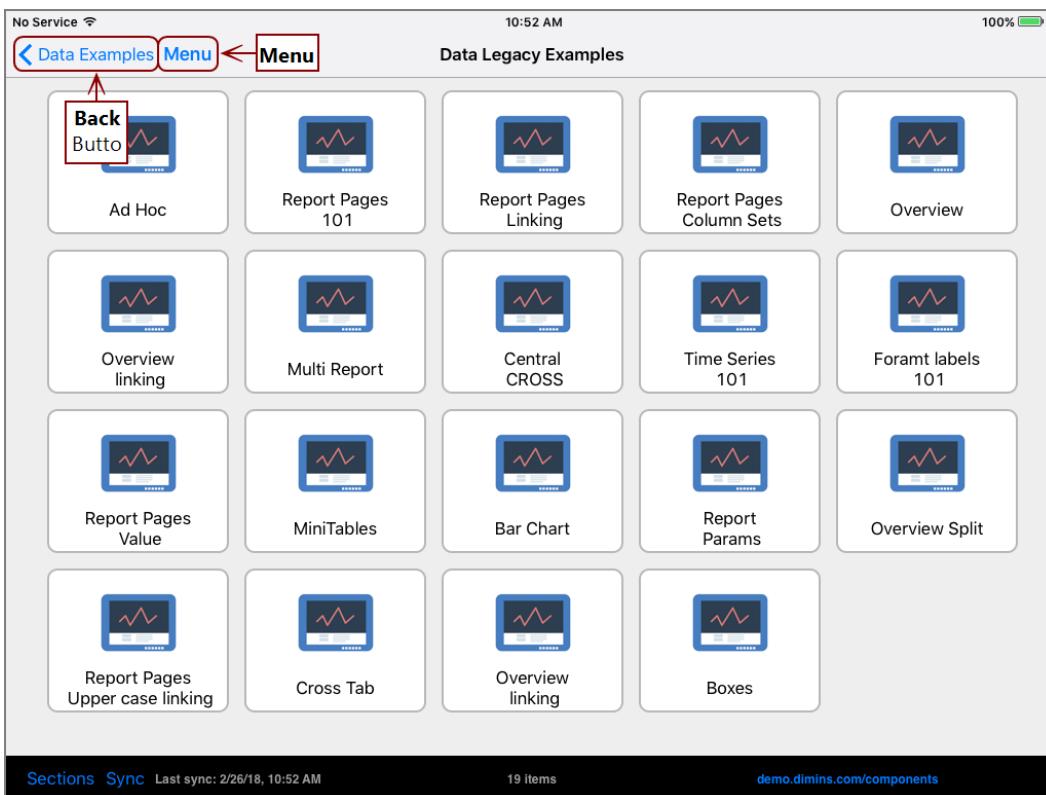 No Service 10:52 AM 100%
Data Examples Menu Menu Data Legacy Examples
Back
Butto
Ad Hoc
Report Pages
101
Report Pages
Linking
Report Pages
Column Sets
Overview
Overview
linking
Multi Report
Central
CROSS
Time Series
101
Foramt labels
101
Report Pages
Value
MiniTables
Bar Chart
Report
Params
Overview Split
Report Pages
Upper case linking
Cross Tab
Overview
linking
Boxes
Sections Sync Last sync: 2/26/18, 10:52 AM 19 items demo.dimins.com/components